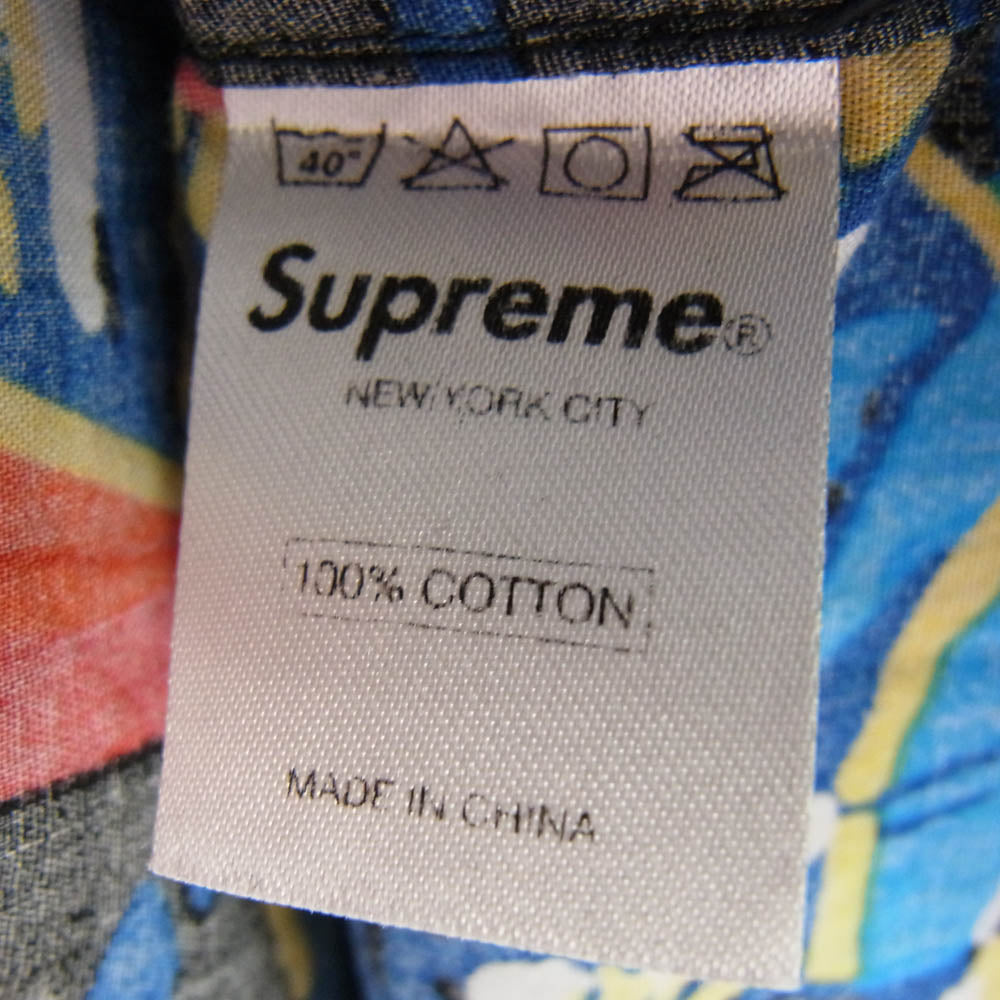 40°
Supreme®
NEW YORK CITY
100% COTTON
MADE IN CHINA